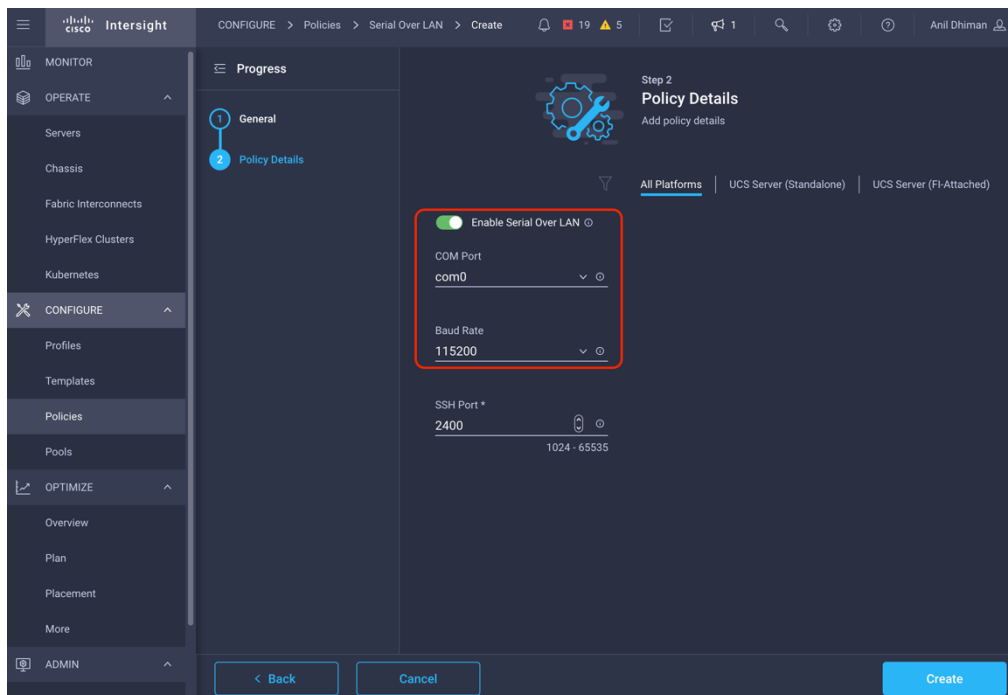 CISCO Intersight
CONFIGURE > Policies > Serial Over LAN > Create
19 5
1
Anil Dhiman
MONITOR
OPERATE
Servers
Chassis
Fabric Interconnects
HyperFlex Clusters
Kubernetes
CONFIGURE
Profiles
Templates
Policies
Pools
OPTIMIZE
Overview
Plan
Placement
More
ADMIN
Progress
1 General
2 Policy Details
Step 2
Policy Details
Add policy details
All Platforms | UCS Server (Standalone) | UCS Server (FI-Attached)
Enable Serial Over LAN
COM Port
com0
Baud Rate
115200
SSH Port *
2400
1024 - 65535
< Back
Cancel
Create